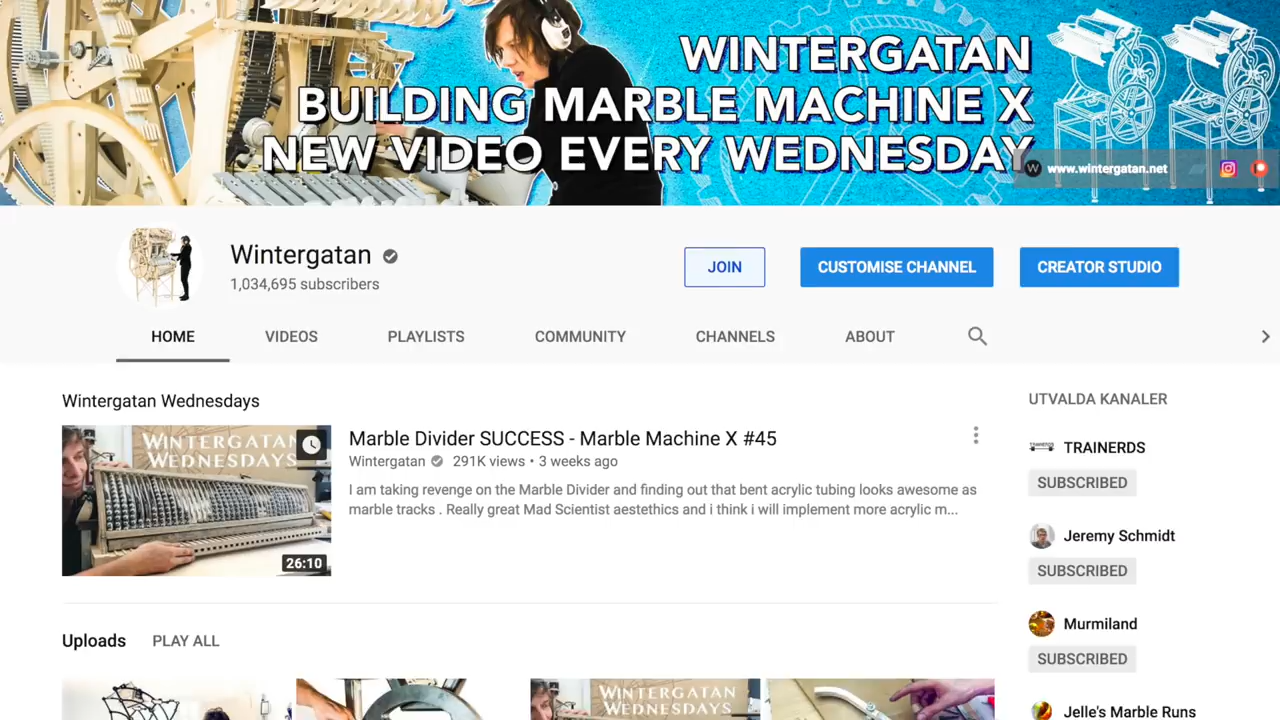 WINTERGATAN
BUILDING MARBLE MACHINE X
NEW VIDEO EVERY WEDNESDAY
W www.wintergatan.net
Wintergatan
1,034,695 subscribers
JOIN
CUSTOMISE CHANNEL
CREATOR STUDIO
HOME VIDEOS PLAYLISTS COMMUNITY CHANNELS ABOUT
Wintergatan Wednesdays
WINTERGATAN
WEDNESDAYS
26:10
Marble Divider SUCCESS - Marble Machine X #45
Wintergatan 291K views • 3 weeks ago
I am taking revenge on the Marble Divider and finding out that bent acrylic tubing looks awesome as
marble tracks . Really great Mad Scientist aestethics and i think i will implement more acrylic m...
Uploads PLAY ALL
WINTERGATAN
WEDNESDAYS
UTVALDA KANALER
TRAINERDS
SUBSCRIBED
Jeremy Schmidt
SUBSCRIBED
Murmiland
SUBSCRIBED
Jelle's Marble Runs